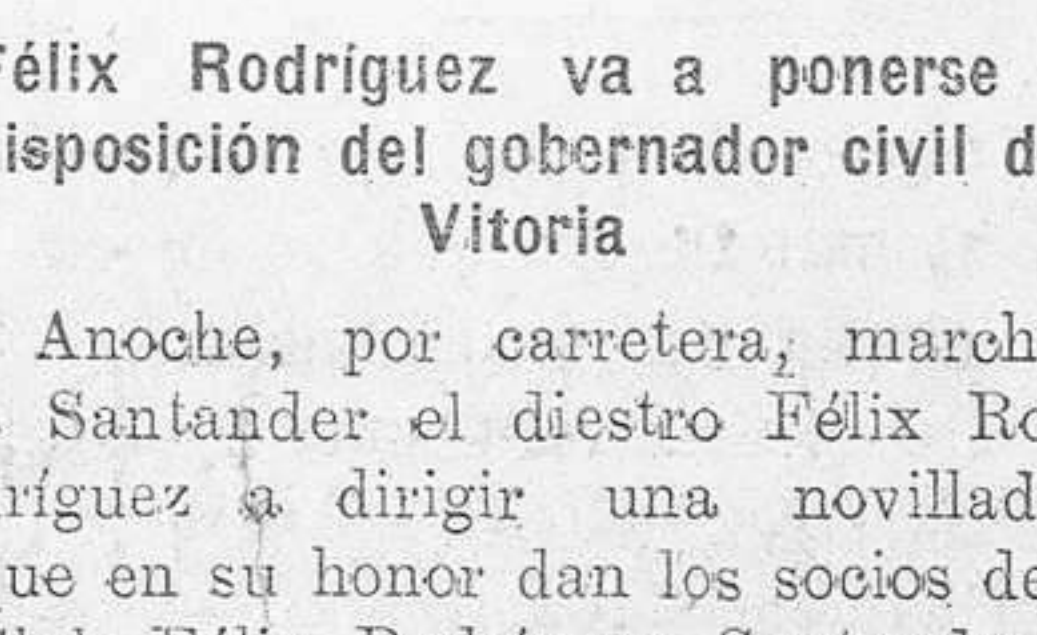 Félix Rodríguez va a ponerse
isposición del gobernador civil d
Vitoria
Anoche, por carretera, march
Santander el diestro Félix Ro
ríguez a dirigir una novillad
ue en su honor dan los socios de